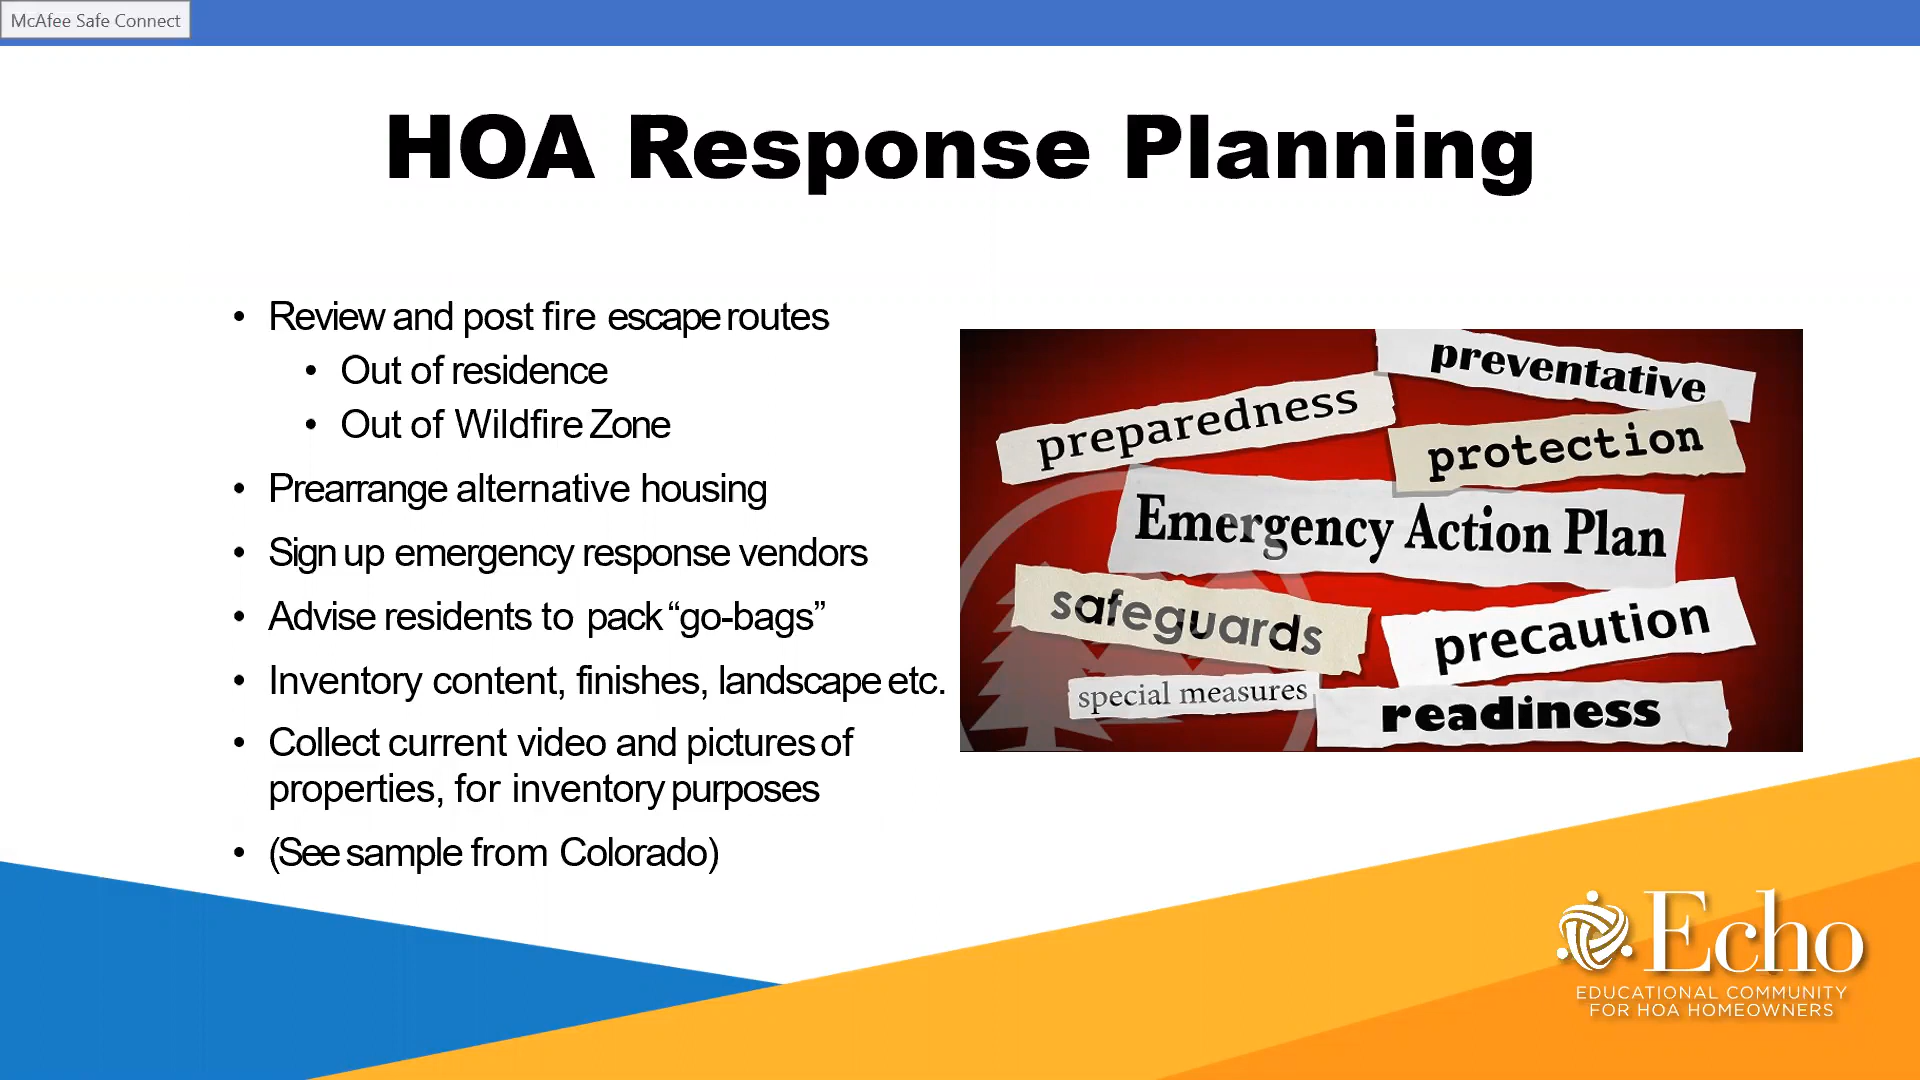 McAfee Safe Connect
HOA Response Planning
• Review and post fire escape routes
• Out of residence
• Out of Wildfire Zone
• Prearrange alternative housing
• Sign up emergency response vendors
• Advise residents to pack “go-bags”
• Inventory content, finishes, landscape etc.
• Collect current video and pictures of
properties, for inventory purposes
• (See sample from Colorado)
preventative
preparedness
protection
Emergency Action Plan
safeguards
precaution
special measures
readiness
Echo
EDUCATIONAL COMMUNITY
FOR HOA HOMEOWNERS